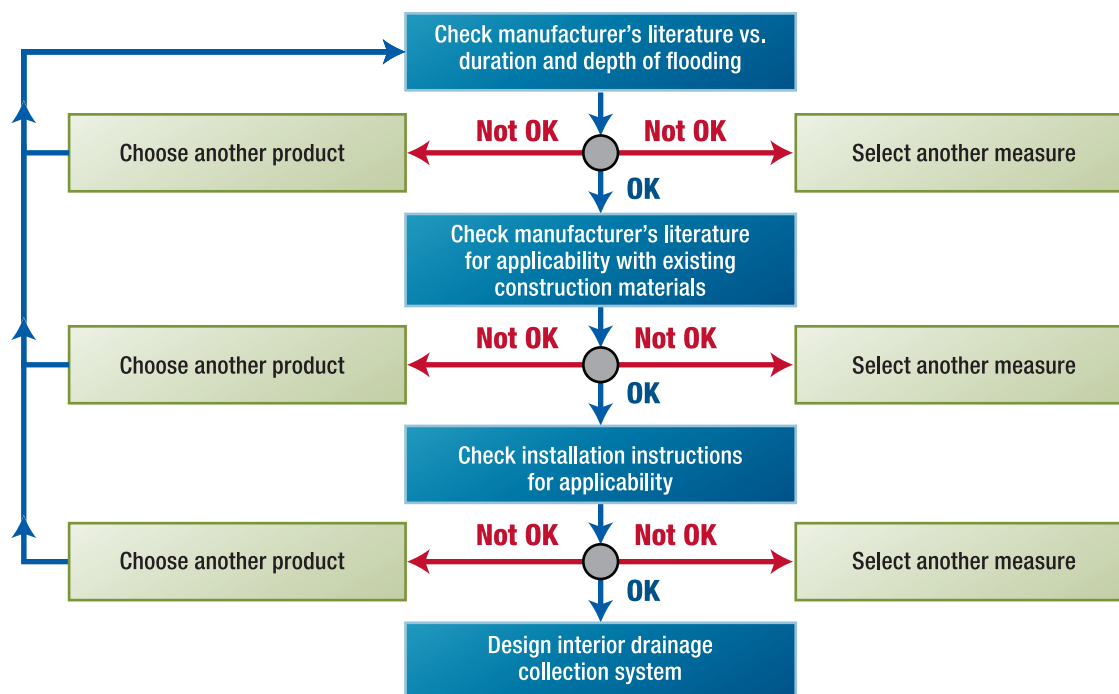 Check manufacturer’s literature vs.
duration and depth of flooding
Not OK
Not OK
Choose another product
Select another measure
OK
Check manufacturer’s literature
for applicability with existing
construction materials
Not OK
Not OK
Choose another product
Select another measure
OK
Check installation instructions
for applicability
Not OK
Not OK
Choose another product
Select another measure
OK
Design interior drainage
collection system